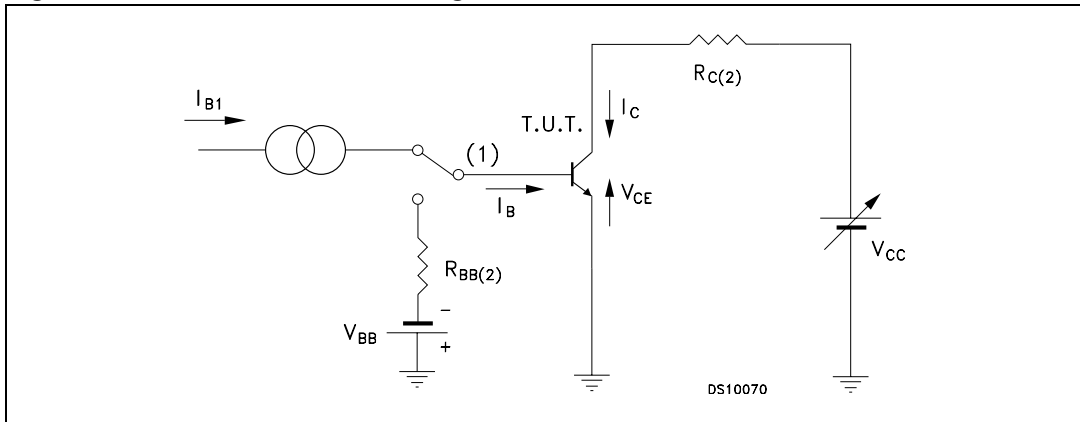 I_B1
R_C(2)
I_C
T.U.T.
(1)
V_CE
I_B
R_BB(2)
V_CC
-
V_BB
+
DS10070